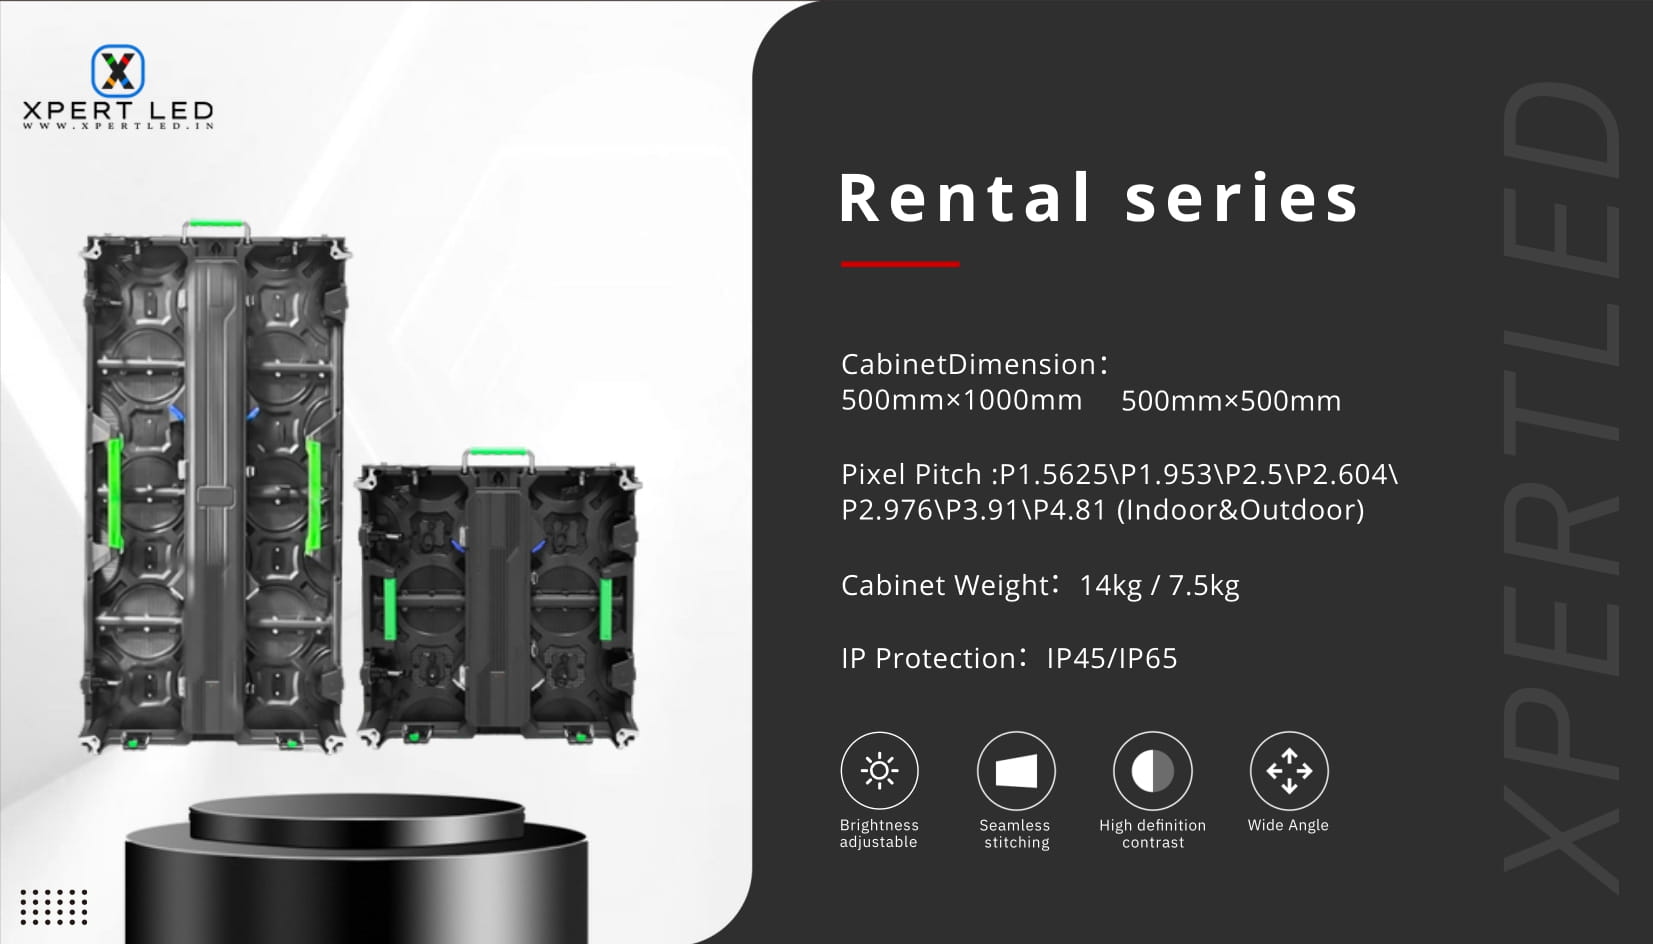 XPERT LED
WWW.XPERTLED.IN
Rental series
CabinetDimension：
500mm×1000mm 500mm×500mm
Pixel Pitch :P1.5625\P1.953\P2.5\P2.604\
P2.976\P3.91\P4.81 (Indoor&Outdoor)
Cabinet Weight：14kg / 7.5kg
IP Protection：IP45/IP65
Brightness
adjustable
Seamless
stitching
High definition
contrast
Wide Angle
XPERTLED